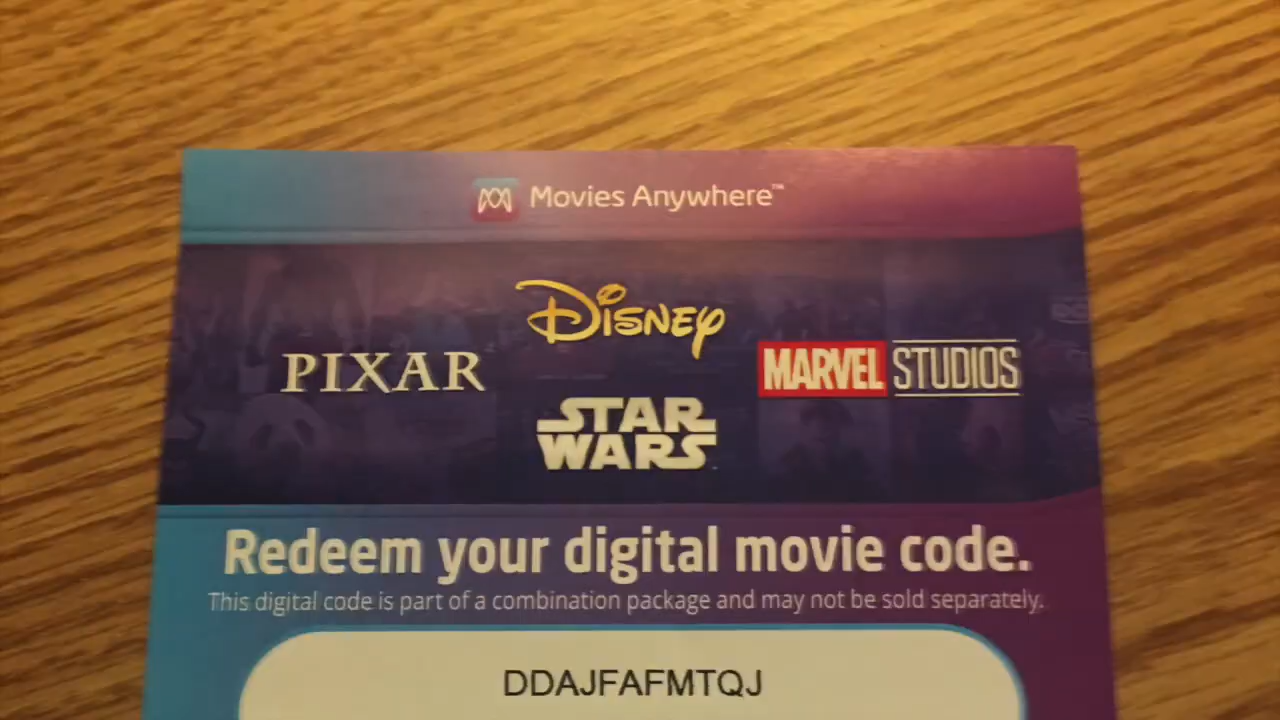 Movies Anywhere™
DISNEY
PIXAR
MARVEL STUDIOS
STAR
WARS
Redeem your digital movie code.
This digital code is part of a combination package and may not be sold separately.
DDAJFAFMTQJ